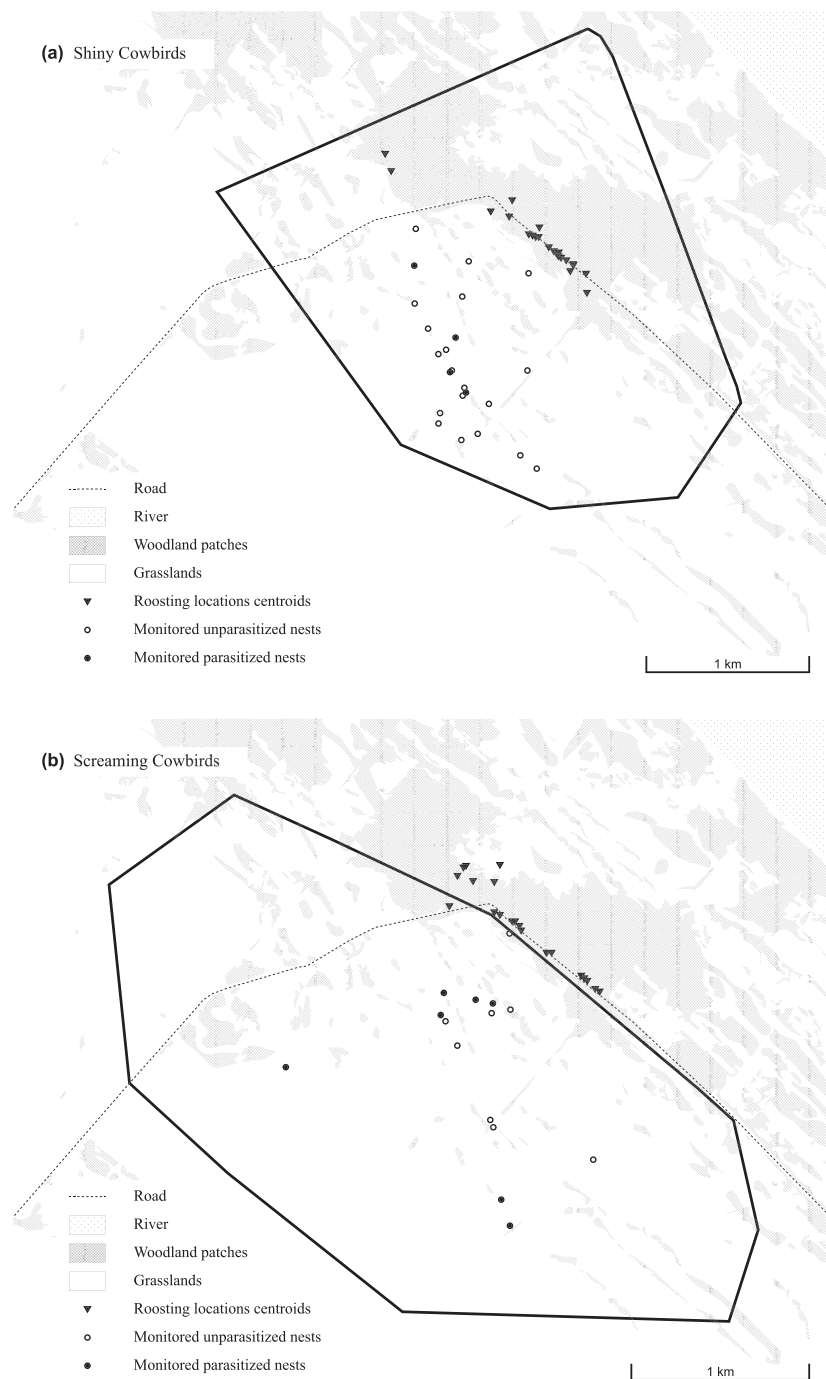 (a) Shiny Cowbirds
Road
River
Woodland patches
Grasslands
Roosting locations centroids
Monitored unparasitized nests
Monitored parasitized nests
1 km
(b) Screaming Cowbirds
Road
River
Woodland patches
Grasslands
Roosting locations centroids
Monitored unparasitized nests
Monitored parasitized nests
1 km